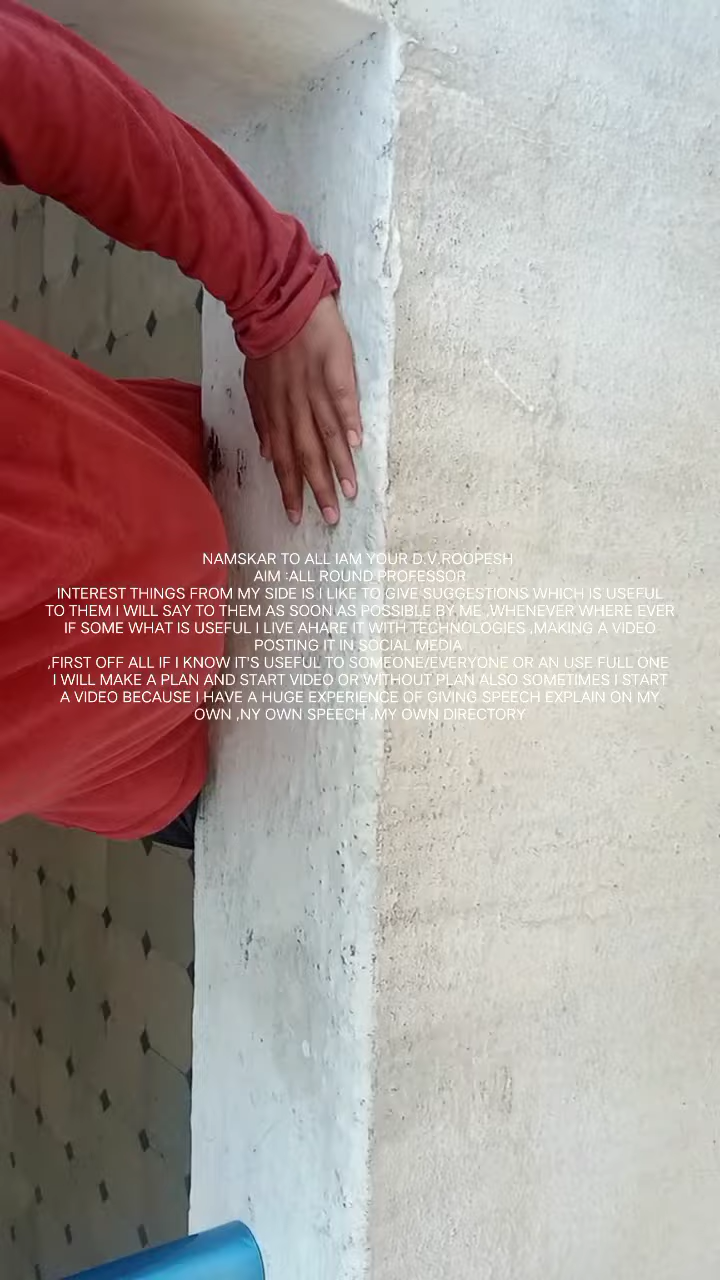 NAMSKAR TO ALL IAM YOUR D.V.ROOPESH
AIM :ALL ROUND PROFESSOR
INTEREST THINGS FROM MY SIDE IS I LIKE TO GIVE SUGGESTIONS WHICH IS USEFUL
TO THEM I WILL SAY TO THEM AS SOON AS POSSIBLE BY ME .WHENEVER WHERE EVER
IF SOME WHAT IS USEFUL I LIVE AHARE IT WITH TECHNOLOGIES .MAKING A VIDEO
POSTING IT IN SOCIAL MEDIA
,FIRST OFF ALL IF I KNOW IT'S USEFUL TO SOMEONE/EVERYONE OR AN USE FULL ONE
I WILL MAKE A PLAN AND START VIDEO OR WITHOUT PLAN ALSO SOMETIMES I START
A VIDEO BECAUSE I HAVE A HUGE EXPERIENCE OF GIVING SPEECH EXPLAIN ON MY
OWN ,NY OWN SPEECH .MY OWN DIRECTORY